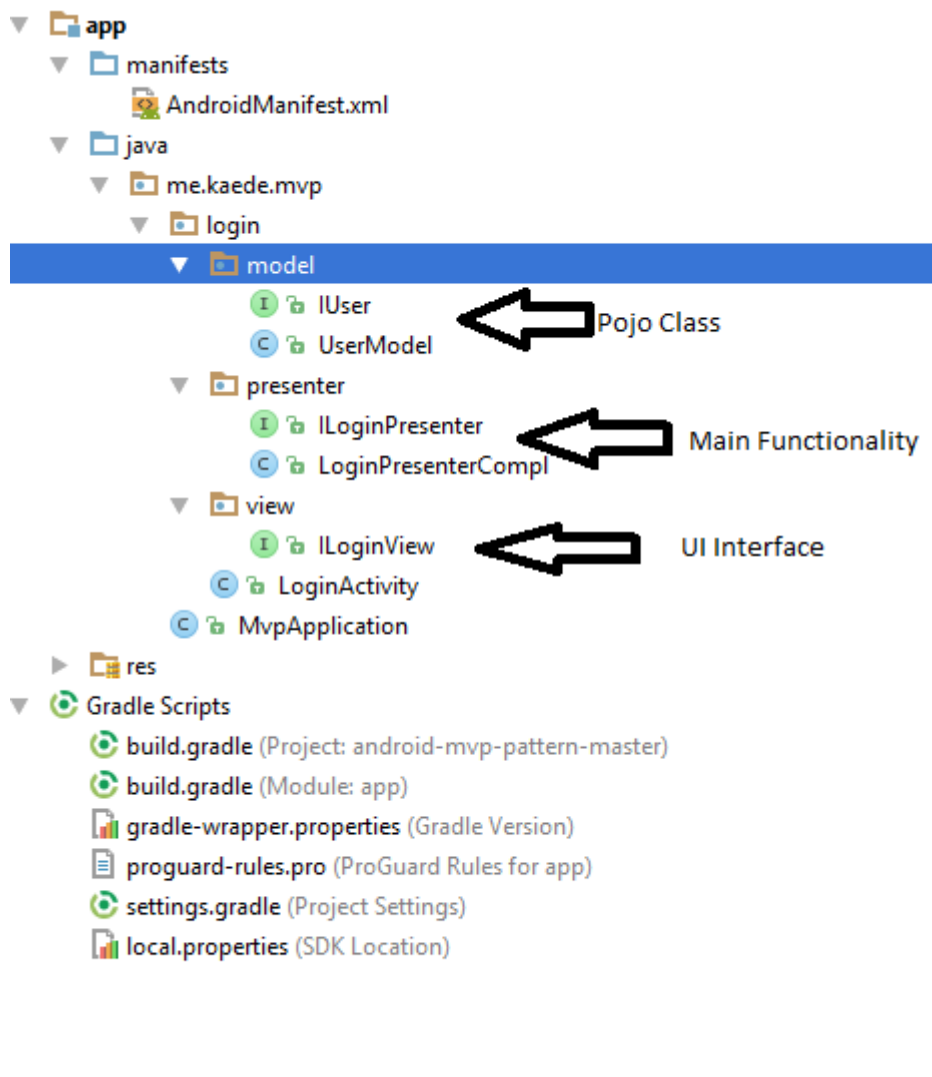 app
manifests
AndroidManifest.xml
java
me.kaede.mvp
login
model
IUser
Pojo Class
UserModel
presenter
ILoginPresenter
Main Functionality
LoginPresenterCompl
view
ILoginView
UI Interface
LoginActivity
MvpApplication
res
Gradle Scripts
build.gradle (Project: android-mvp-pattern-master)
build.gradle (Module: app)
gradle-wrapper.properties (Gradle Version)
proguard-rules.pro (ProGuard Rules for app)
settings.gradle (Project Settings)
local.properties (SDK Location)